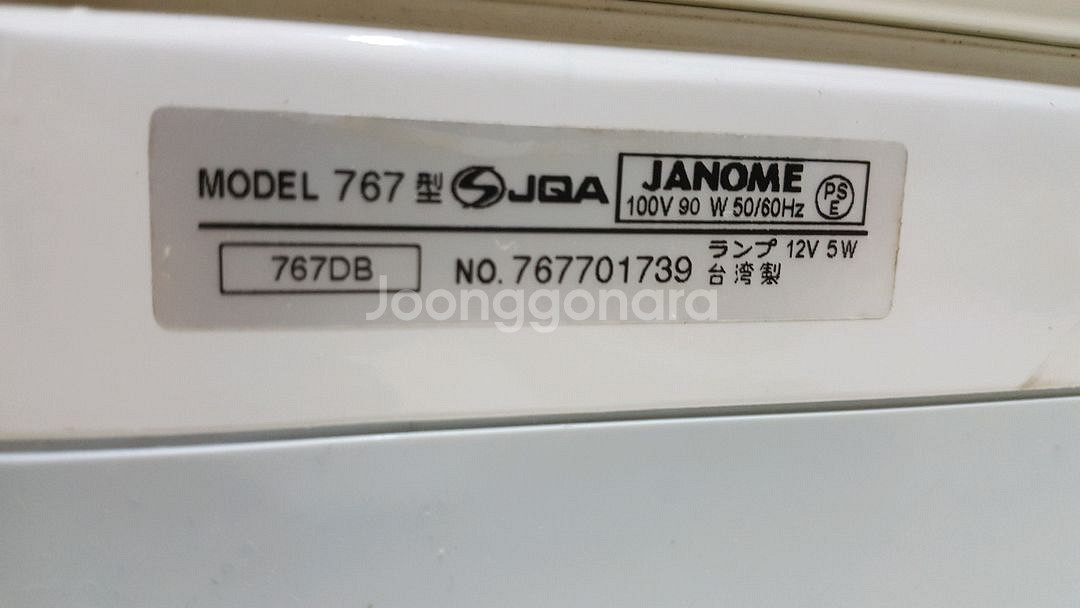 MODEL 767 型 JQA JANOME
100V 90 W 50/60Hz PSE
767DB NO. 767701739 ランプ 12V 5W
台湾製
Joonggonara